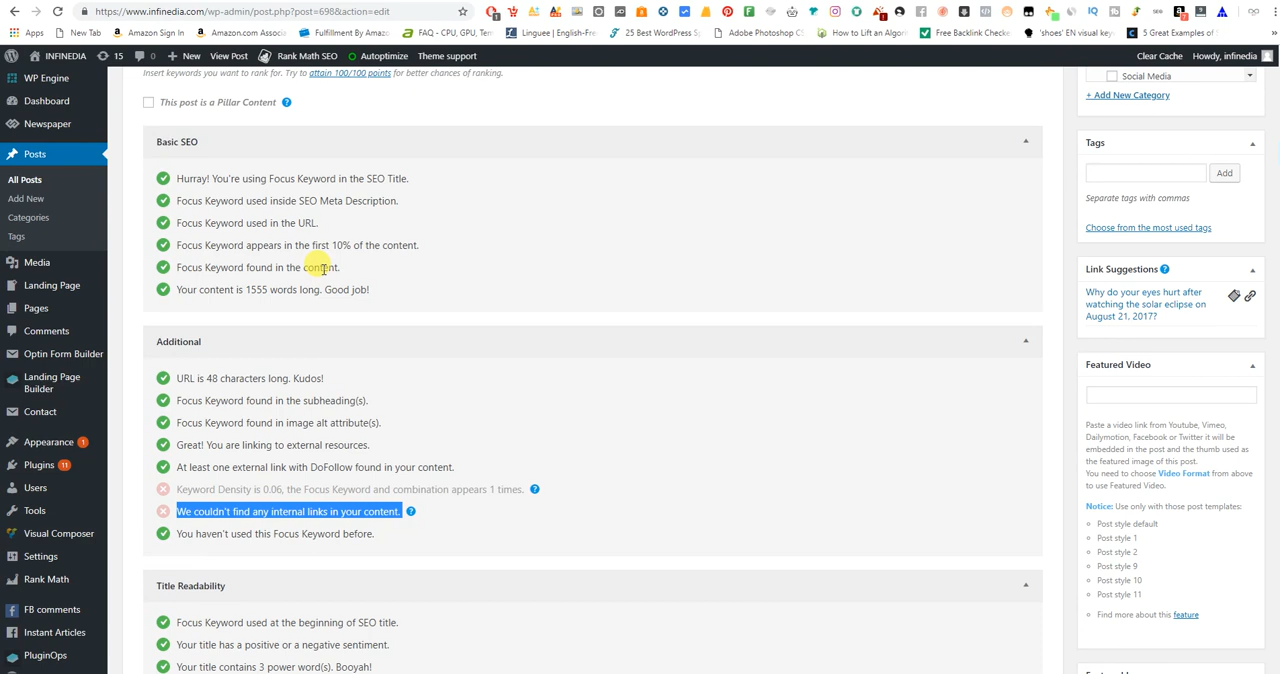 https://www.infinedia.com/wp-admin/post.php?post=698&action=edit
Apps New Tab Amazon Sign In Amazon.com Associ Fulfillment By Amazo FAQ - CPU, GPU, Tem Linguee | English-Fre 25 Best WordPress S Adobe Photoshop C How to Lift an Algor Free Backlink Checke 'shoes' EN visual key 5 Great Examples of
INFINEDIA 15 0 New View Post Rank Math SEO Autoptimize Theme support Clear Cache Howdy, infinedia
WP Engine
Dashboard
Newspaper
Posts
All Posts
Add New
Categories
Tags
Media
Landing Page
Pages
Comments
Optin Form Builder
Landing Page
Builder
Contact
Appearance 1
Plugins 11
Users
Tools
Visual Composer
Settings
Rank Math
FB comments
Instant Articles
PluginOps
Insert keywords you want to rank for. Try to attain 100/100 points for better chances of ranking.
This post is a Pillar Content
Basic SEO
Hurray! You're using Focus Keyword in the SEO Title.
Focus Keyword used inside SEO Meta Description.
Focus Keyword used in the URL.
Focus Keyword appears in the first 10% of the content.
Focus Keyword found in the content.
Your content is 1555 words long. Good job!
Additional
URL is 48 characters long. Kudos!
Focus Keyword found in the subheading(s).
Focus Keyword found in image alt attribute(s).
Great! You are linking to external resources.
At least one external link with DoFollow found in your content.
Keyword Density is 0.06, the Focus Keyword and combination appears 1 times.
We couldn't find any internal links in your content.
You haven't used this Focus Keyword before.
Title Readability
Focus Keyword used at the beginning of SEO title.
Your title has a positive or a negative sentiment.
Your title contains 3 power word(s). Booyah!
Social Media
+ Add New Category
Tags
Add
Separate tags with commas
Choose from the most used tags
Link Suggestions
Why do your eyes hurt after
watching the solar eclipse on
August 21, 2017?
Featured Video
Paste a video link from Youtube, Vimeo,
Dailymotion, Facebook or Twitter it will be
embedded in the post and the thumb used as
the featured image of this post.
You need to choose Video Format from above
to use Featured Video.
Notice: Use only with those post templates:
Post style default
Post style 1
Post style 2
Post style 9
Post style 10
Post style 11
Find more about this feature